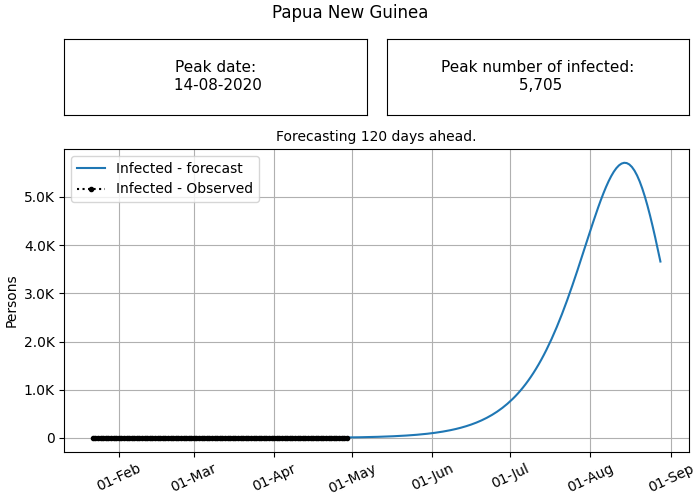 Papua New Guinea
Peak date:
14-08-2020
Peak number of infected:
5,705
Forecasting 120 days ahead.
Infected - forecast
Infected - Observed
5.0K
4.0K
3.0K
2.0K
1.0K
0
Persons
01-Feb
01-Mar
01-Apr
01-May
01-Jun
01-Jul
01-Aug
01-Sep